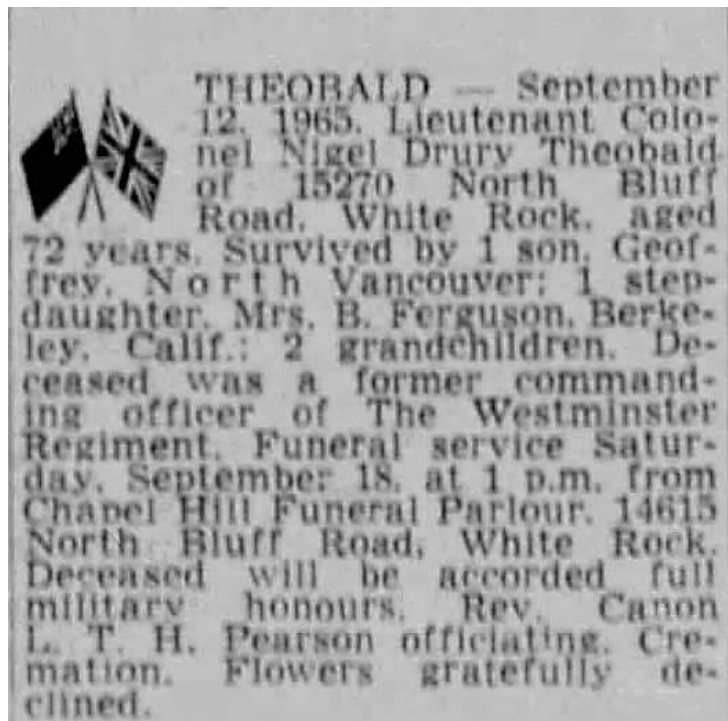 THEOBALD — September
12, 1965, Lieutenant Colo-
nel Nigel Drury Theobald
of 15270 North Bluff
Road, White Rock, aged
72 years. Survived by 1 son, Geof-
frey, North Vancouver; 1 step-
daughter, Mrs. B. Ferguson, Berke-
ley, Calif.; 2 grandchildren. De-
ceased was a former command-
ing officer of The Westminster
Regiment. Funeral service Satur-
day, September 18, at 1 p.m. from
Chapel Hill Funeral Parlour, 14615
North Bluff Road, White Rock.
Deceased will be accorded full
military honours. Rev. Canon
L. T. H. Pearson officiating. Cre-
mation. Flowers gratefully de-
clined.